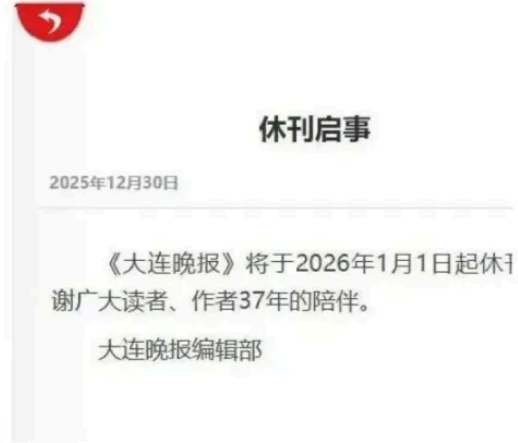 休刊启事
2025年12月30日
《大连晚报》将于2026年1月1日起休
谢广大读者、作者37年的陪伴。
大连晚报编辑部